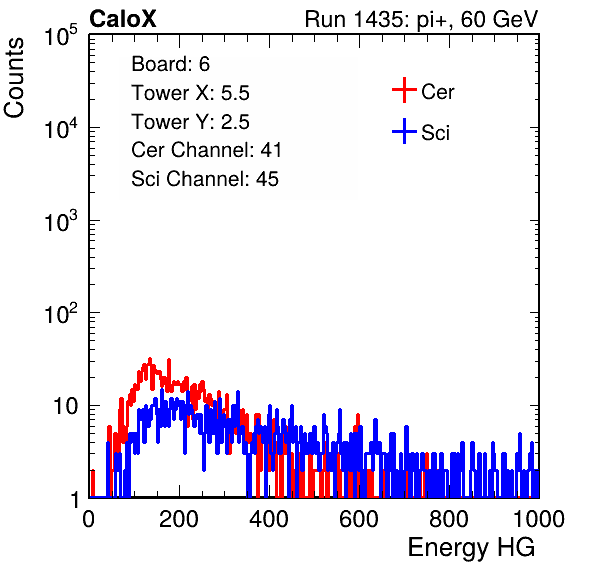 CaloX Run 1435: pi+, 60 GeV
Counts
Board: 6
Tower X: 5.5
Tower Y: 2.5
Cer Channel: 41
Sci Channel: 45
Cer
Sci
10^5
10^4
10^3
10^2
10
1
0 200 400 600 800 1000
Energy HG